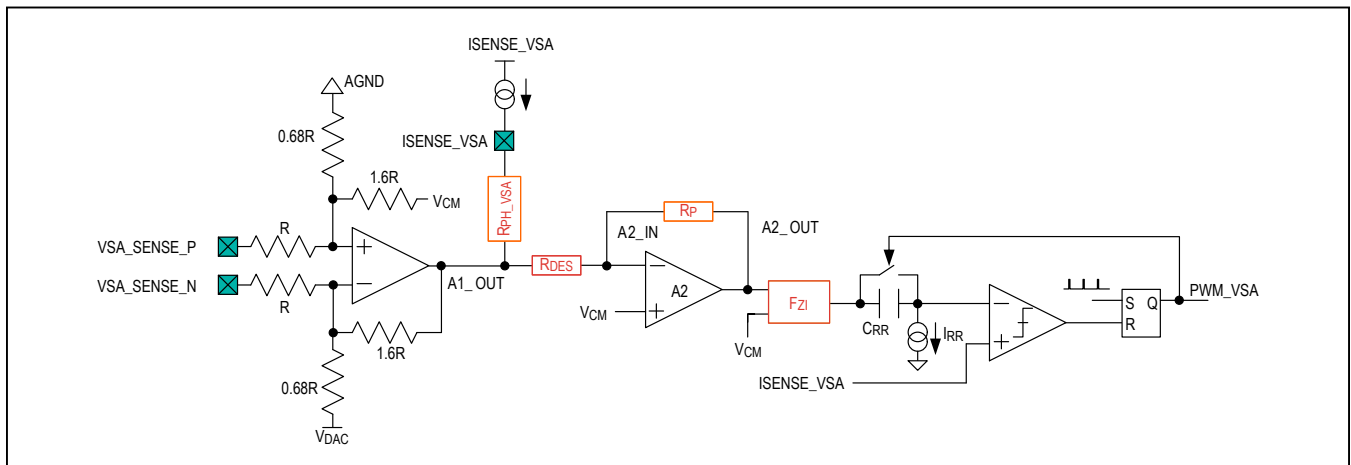 ISENSE_VSA
AGND
0.68R
ISENSE_VSA
1.6R
VCM
RPH_VSA
RP
VSA_SENSE_P
R
+
A2_IN
A2_OUT
RDES
VSA_SENSE_N
R
−
A1_OUT
−
A2
+
VCM
1.6R
FZI
VCM
CRR
IRR
−
+
S Q
R
PWM_VSA
ISENSE_VSA
0.68R
VDAC